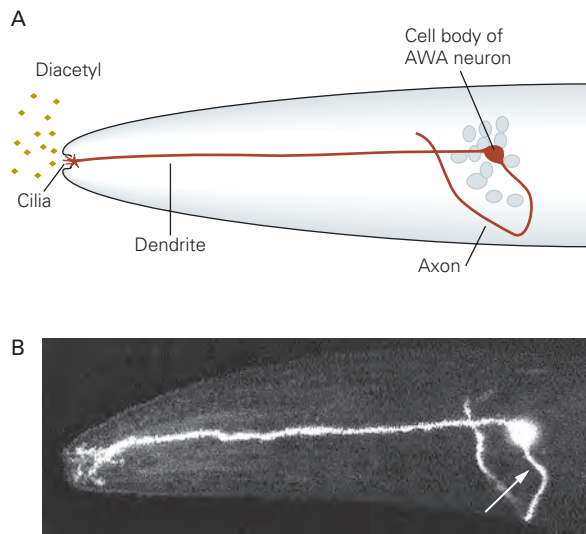 A
Cell body of
AWA neuron
Diacetyl
Cilia
Dendrite
Axon
B